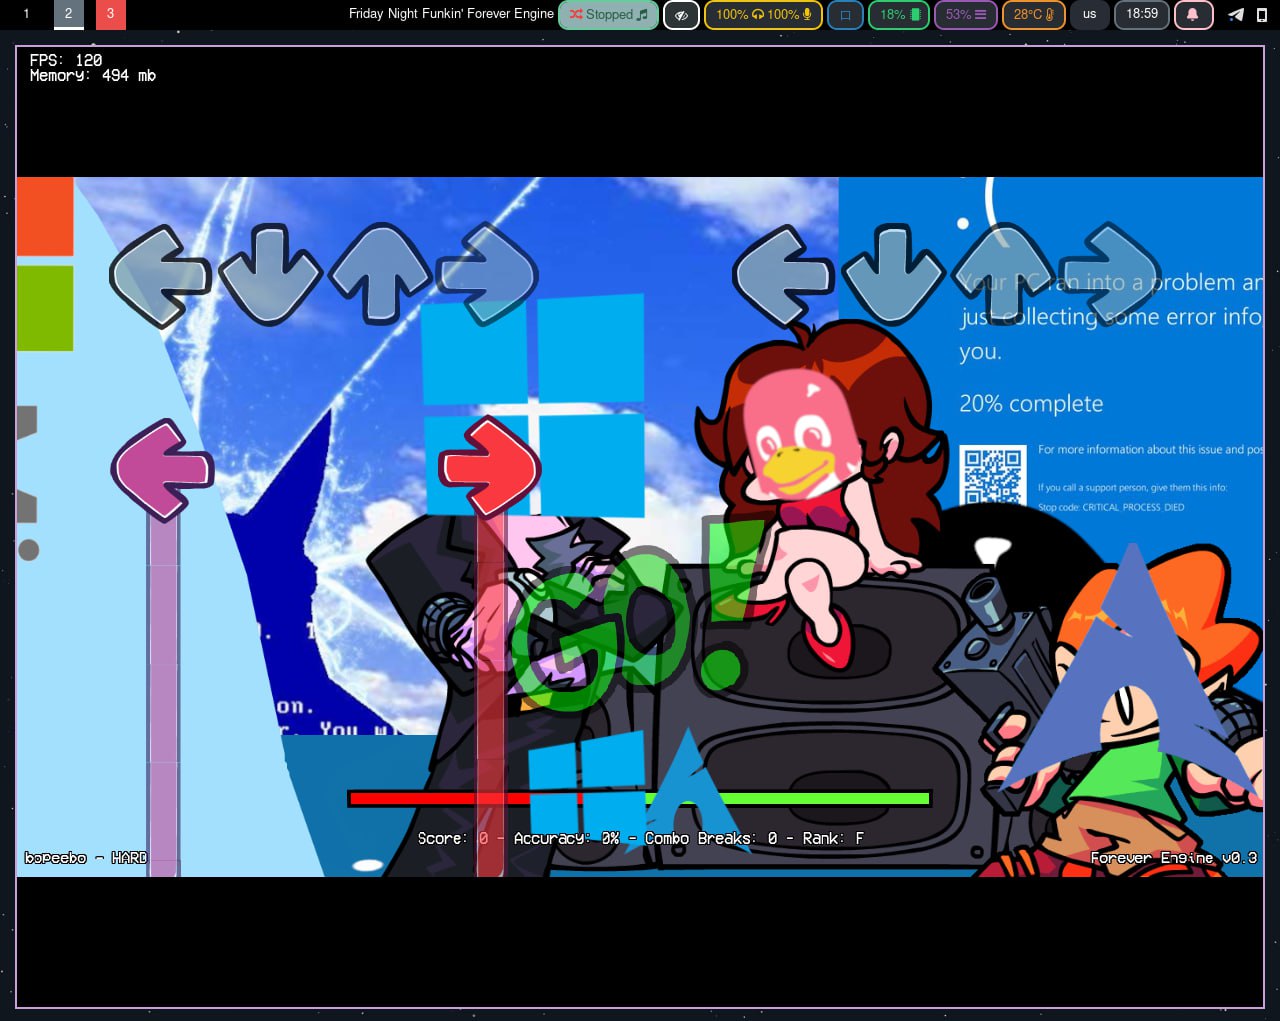 1 2 3 Friday Night Funkin' Forever Engine Stopped 100% 100% 18% 53% 28°C us 18:59
FPS: 120
Memory: 494 mb
Your PC ran into a problem an
just collecting some error info
you.
20% complete
For more information about this issue and pos
If you call a support person, give them this info:
Stop code: CRITICAL_PROCESS_DIED
GO!
on.
r. You wi
Score: 0 - Accuracy: 0% - Combo Breaks: 0 - Rank: F
bopeebo - HARD
Forever Engine v0.3